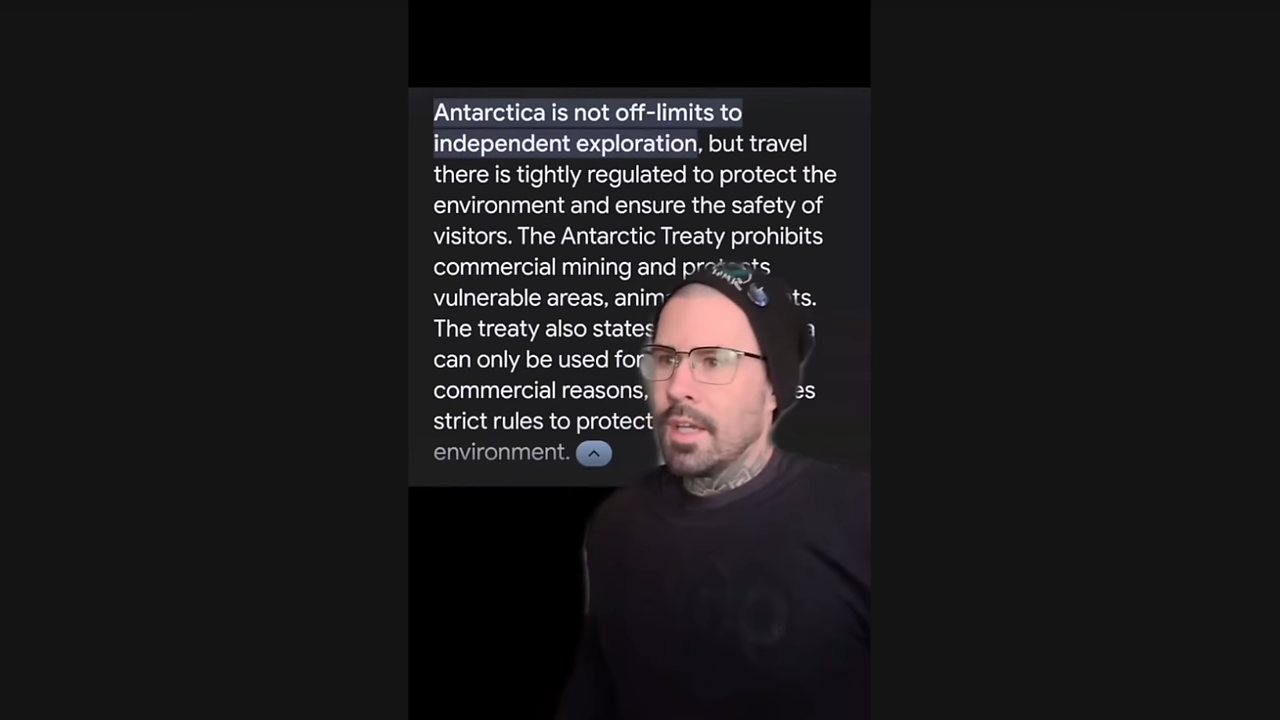 Antarctica is not off-limits to
independent exploration, but travel
there is tightly regulated to protect the
environment and ensure the safety of
visitors. The Antarctic Treaty prohibits
commercial mining and
vulnerable areas,
The treaty also states
can only be used for
commercial reasons,
strict rules to protect
environment.